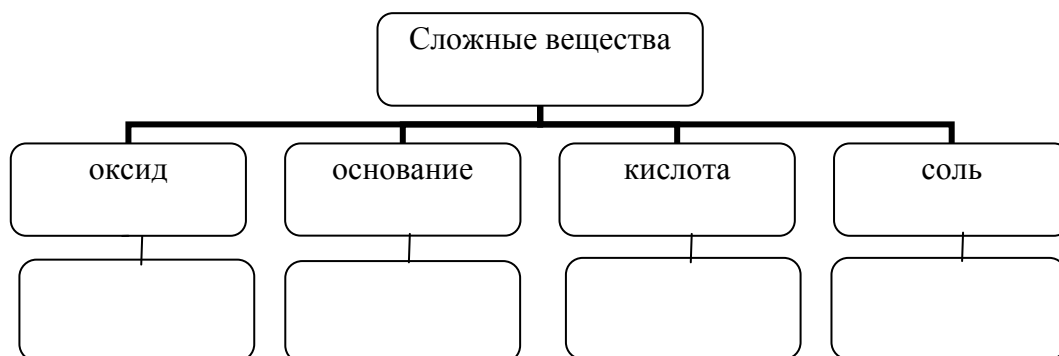 Сложные вещества
оксид
основание
кислота
соль